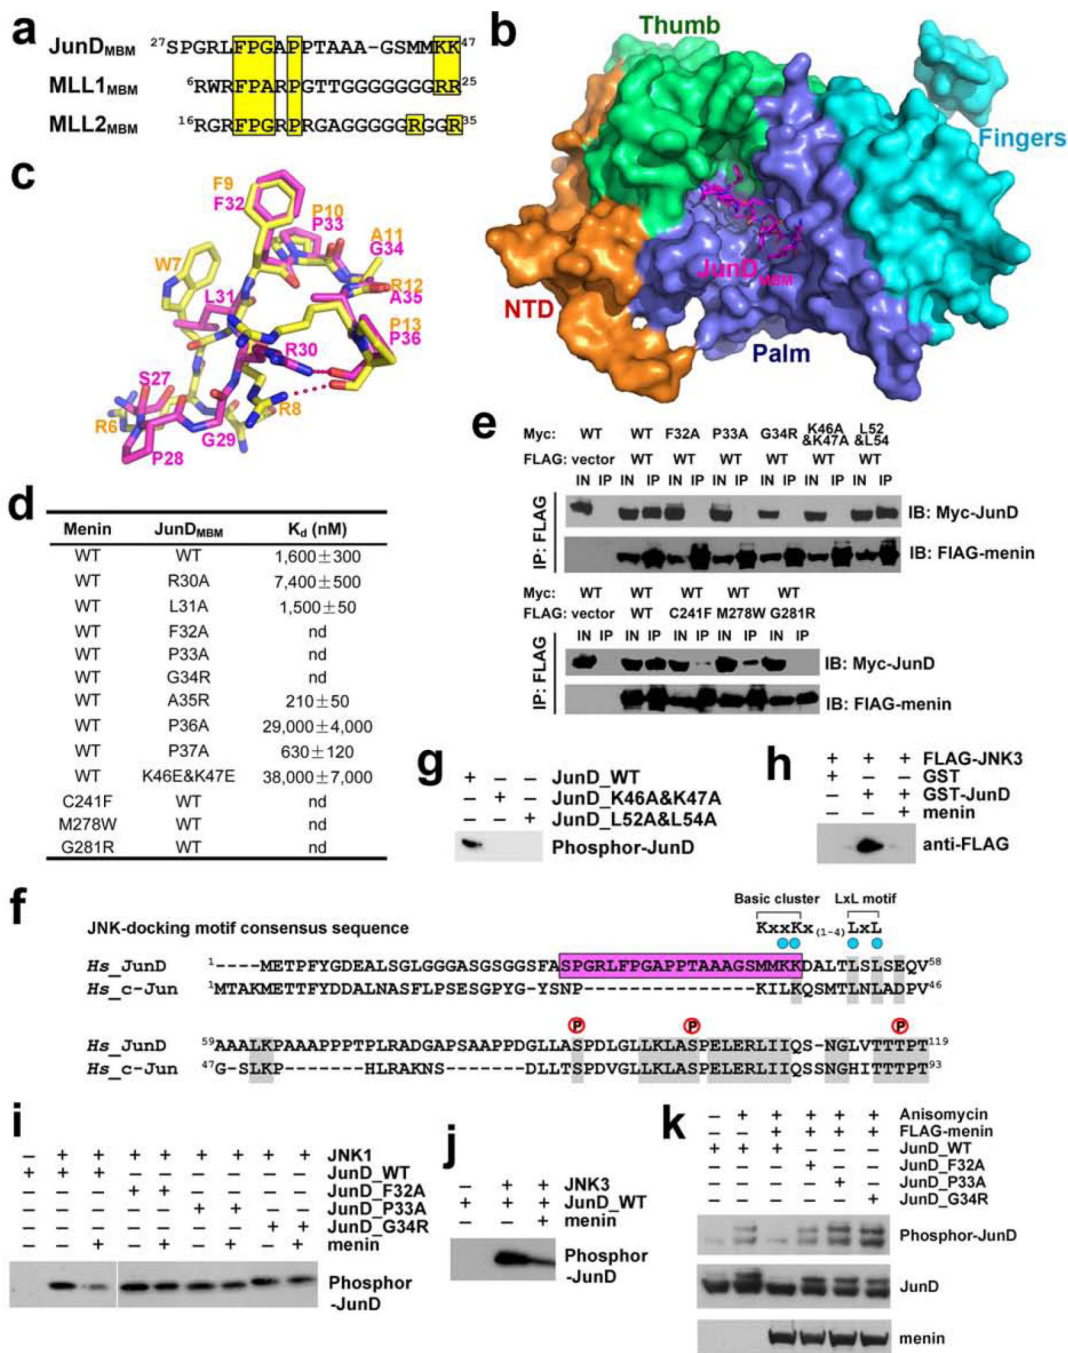 a
JunD_MBM ²⁷SPGRLFPGAPPTAAA-GSMMKK⁴⁷
MLL1_MBM ⁶RWRFPARPGTTGGGGGGGRR²⁵
MLL2_MBM ¹⁶RGRFPGRPRGAGGGGGRGGR³⁵
b
Thumb
Fingers
JunD_MBM
NTD
Palm
c
F9
F32
P10
P33
A11
G34
W7
R12
A35
L31
P13
P36
R30
S27
R8
R6
G29
P28
d
Menin JunD_MBM K_d (nM)
WT WT 1,600±300
WT R30A 7,400±500
WT L31A 1,500±50
WT F32A nd
WT P33A nd
WT G34R nd
WT A35R 210±50
WT P36A 29,000±4,000
WT P37A 630±120
WT K46E&K47E 38,000±7,000
C241F WT nd
M278W WT nd
G281R WT nd
e
Myc: WT WT F32A P33A G34R K46A &K47A L52 &L54
FLAG: vector WT WT WT WT WT WT
IN IP IN IP IN IP IN IP IN IP IN IP IN IP
IP: FLAG
IB: Myc-JunD
IB: FlAG-menin
Myc: WT WT WT WT WT
FLAG: vector WT C241F M278W G281R
IN IP IN IP IN IP IN IP IN IP
IP: FLAG
IB: Myc-JunD
IB: FlAG-menin
g
+ – – JunD_WT
– + – JunD_K46A&K47A
– – + JunD_L52A&L54A
Phosphor-JunD
h
+ + + FLAG-JNK3
+ – – GST
– + + GST-JunD
– – + menin
anti-FLAG
f
Basic cluster LxL motif
JNK-docking motif consensus sequence KxxKx(1-4)LxL
Hs_JunD ¹----METPFYGDEALSGLGGGASGSGGSFASPGRLFPGAPPTAAAGSMMKKDALTLSLSEQV⁵⁸
Hs_c-Jun ¹MTAKMETTFYDDALNASFLPSESGPYG-YSNP---------------KILKQSMTLNLADPV⁴⁶
P P P
Hs_JunD ⁵⁹AAALKPAAAPPPTPLRADGAPSAAPPDGLLASPDLGLLKLASPELERLIIQS-NGLVTTTPT¹¹⁹
Hs_c-Jun ⁴⁷G-SLKP--------HLRAKNS-------DLLTSPDVGLLKLASPELERLIIQSSNGHITTTPT⁹³
i
– + + + + + + + + JNK1
+ + + – – – – – – JunD_WT
– – – + + – – – – JunD_F32A
– – – – – + + – – JunD_P33A
– – – – – – – + + JunD_G34R
– – + – + – + – + menin
Phosphor
-JunD
j
– + + JNK3
+ + + JunD_WT
– – + menin
Phosphor
-JunD
k
– + + + + + Anisomycin
– – + + + + FLAG-menin
+ + + – – – JunD_WT
– – – + – – JunD_F32A
– – – – + – JunD_P33A
– – – – – + JunD_G34R
Phosphor-JunD
JunD
menin